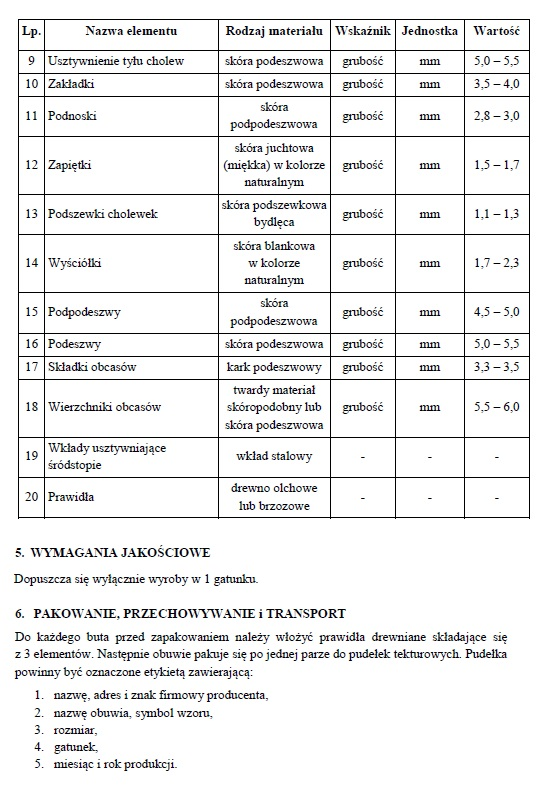 Lp. Nazwa elementu Rodzaj materiału Wskaźnik Jednostka Wartość
9 Usztywnienie tyłu cholew skóra podeszwowa grubość mm 5,0 – 5,5
10 Zakładki skóra podeszwowa grubość mm 3,5 – 4,0
11 Podnoski skóra podpodeszwowa grubość mm 2,8 – 3,0
12 Zapiętki skóra juchtowa (miękka) w kolorze naturalnym grubość mm 1,5 – 1,7
13 Podszewki cholewek skóra podszewkowa bydlęca grubość mm 1,1 – 1,3
14 Wyściółki skóra blankowa w kolorze naturalnym grubość mm 1,7 – 2,3
15 Podpodeszwy skóra podpodeszwowa grubość mm 4,5 – 5,0
16 Podeszwy skóra podeszwowa grubość mm 5,0 – 5,5
17 Składki obcasów kark podeszwowy grubość mm 3,3 – 3,5
18 Wierzchniki obcasów twardy materiał skóropodobny lub skóra podeszwowa grubość mm 5,5 – 6,0
19 Wkłady usztywniające śródstopie wkład stalowy - - -
20 Prawidła drewno olchowe lub brzozowe - - -
5. WYMAGANIA JAKOŚCIOWE
Dopuszcza się wyłącznie wyroby w 1 gatunku.
6. PAKOWANIE, PRZECHOWYWANIE i TRANSPORT
Do każdego buta przed zapakowaniem należy włożyć prawidła drewniane składające się
z 3 elementów. Następnie obuwie pakuje się po jednej parze do pudełek tekturowych. Pudełka
powinny być oznaczone etykietą zawierającą:
1. nazwę, adres i znak firmowy producenta,
2. nazwę obuwia, symbol wzoru,
3. rozmiar,
4. gatunek,
5. miesiąc i rok produkcji.